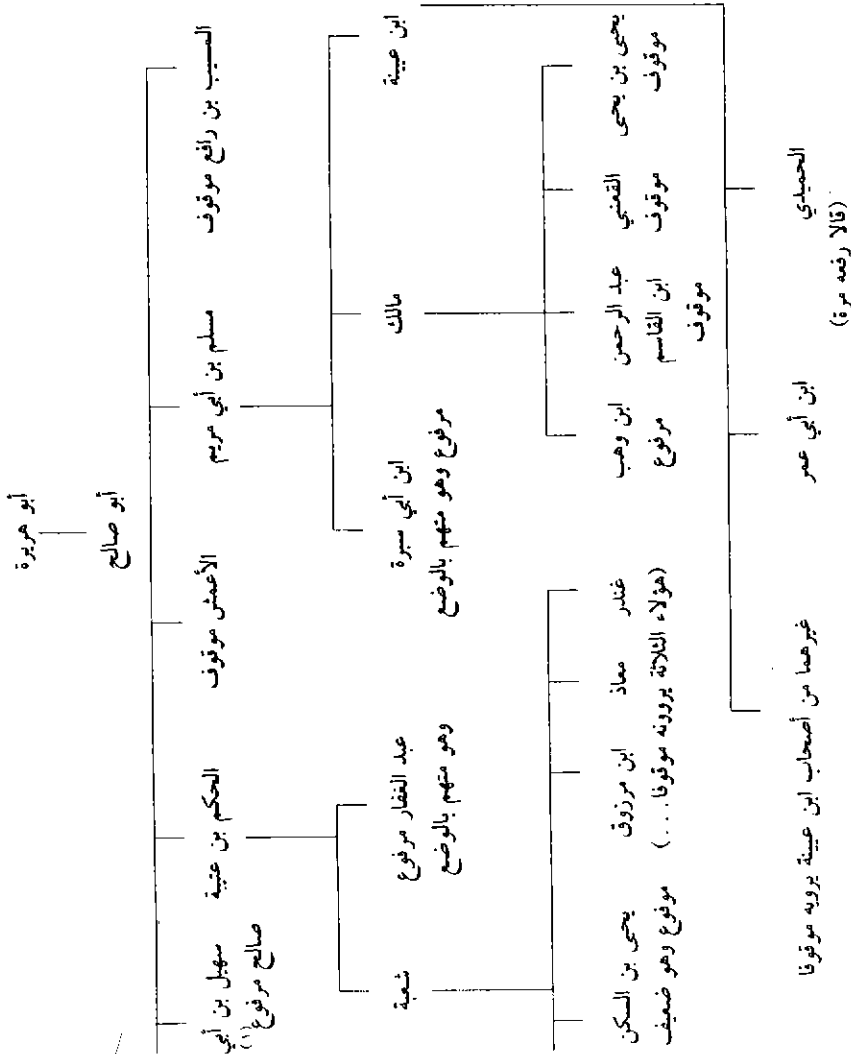 أبو هريرة
أبو صالح
المسيب بن رافع موقوف
مسلم بن أبي مريم
الأعمش موقوف
الحكم بن عتيبة
سهيل بن أبي
صالح مرفوع (١)
ابن عيينة
مالك
ابن أبي سبرة
مرفوع وهو متهم بالوضع
عبد الغفار مرفوع
وهو متهم بالوضع
شعبة
يحيى بن يحيى
موقوف
القعنبي
موقوف
عبد الرحمن
ابن القاسم
موقوف
ابن وهب
مرفوع
غندر
معاذ
ابن مرزوق
(هؤلاء الثلاثة يروونه موقوفا...)
يحيى بن السكن
موفوع وهو ضعيف
الحميدي
ابن أبي عمر
(قالا رفعه مرة)
غيرهما من أصحاب ابن عيينة يرويه موقوفا